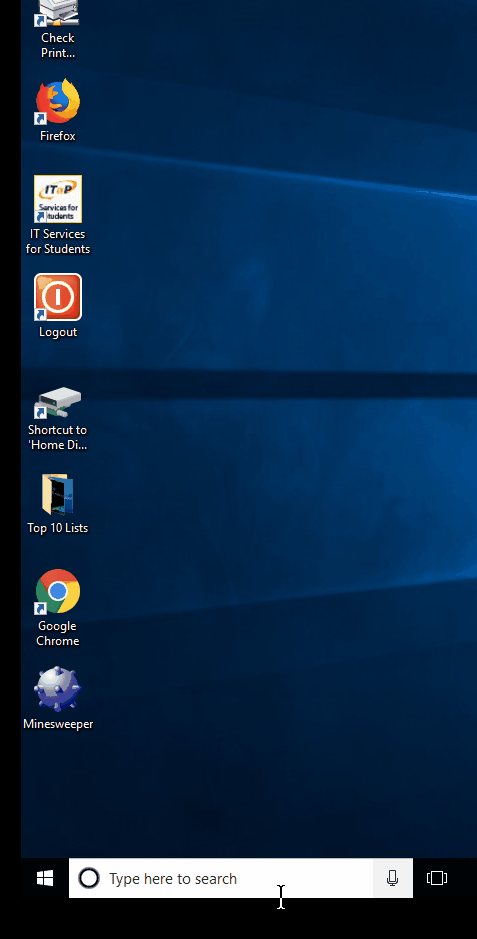 Check
Print...
Firefox
ITaP
Services for
Students
IT Services
for Students
Logout
Shortcut to
'Home Di...
Top 10 Lists
Google
Chrome
Minesweeper
Type here to search